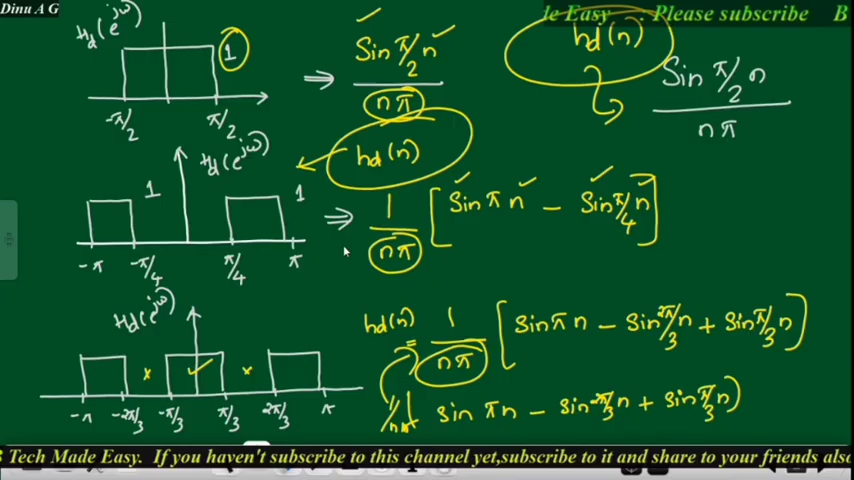 Dinu A G
le Easy ... Please subscribe B
Hd(e^jω)
1
-π/2 π/2
⇒ Sin π/2 n / nπ
hd(n)
Sin π/2 n / nπ
hd(n)
Hd(e^jω)
1 1
-π -π/4 π/4 π
⇒ 1/nπ [Sin π n - Sin π/4 n]
Hd(e^jω)
-π -2π/3 -π/3 π/3 2π/3 π
hd(n) = 1/nπ [sin π n - sin 2π/3 n + sin π/3 n]
sin πn - sin 2π/3 n + sin π/3 n)
B Tech Made Easy. If you haven't subscribe to this channel yet,subscribe to it and share to your friends also